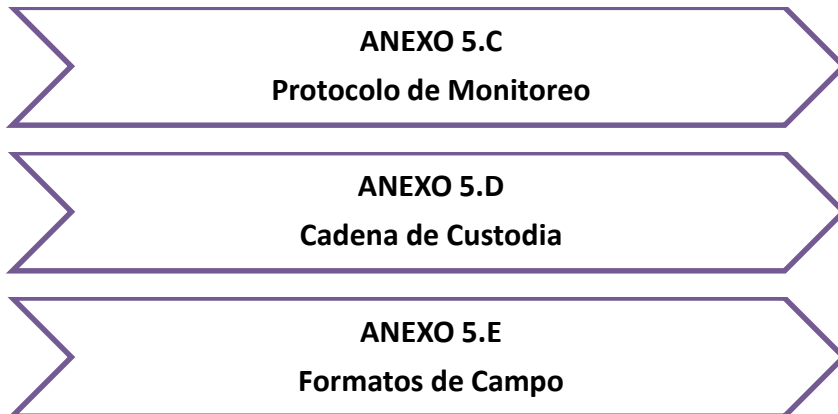 ANEXO 5.C
Protocolo de Monitoreo
ANEXO 5.D
Cadena de Custodia
ANEXO 5.E
Formatos de Campo